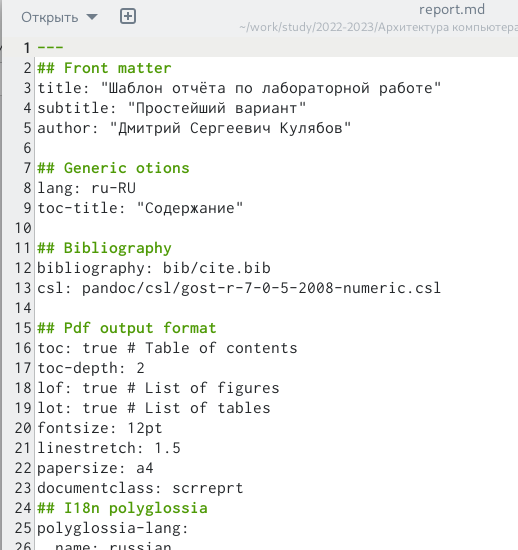 Открыть
report.md
~/work/study/2022-2023/Архитектура компьютера
1 ---
2 ## Front matter
3 title: "Шаблон отчёта по лабораторной работе"
4 subtitle: "Простейший вариант"
5 author: "Дмитрий Сергеевич Кулябов"
6
7 ## Generic otions
8 lang: ru-RU
9 toc-title: "Содержание"
10
11 ## Bibliography
12 bibliography: bib/cite.bib
13 csl: pandoc/csl/gost-r-7-0-5-2008-numeric.csl
14
15 ## Pdf output format
16 toc: true # Table of contents
17 toc-depth: 2
18 lof: true # List of figures
19 lot: true # List of tables
20 fontsize: 12pt
21 linestretch: 1.5
22 papersize: a4
23 documentclass: scrreprt
24 ## I18n polyglossia
25 polyglossia-lang:
26 name: russian